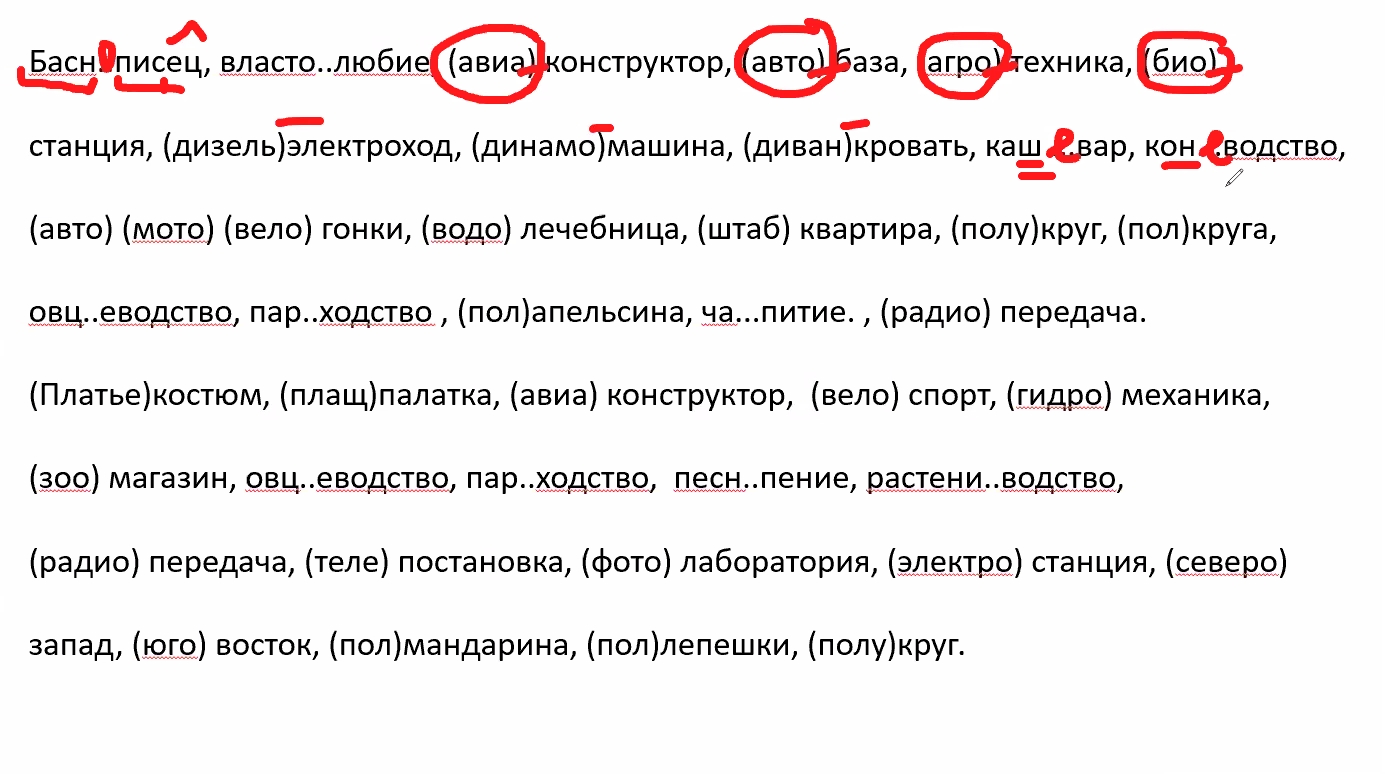 Басн..писец, власто..любие, (авиа)конструктор, (авто)база, (агро)техника, (био)
станция, (дизель)электроход, (динамо)машина, (диван)кровать, каше..вар, коне..водство,
(авто) (мото) (вело) гонки, (водо) лечебница, (штаб) квартира, (полу)круг, (пол)круга,
овц..еводство, пар..ходство , (пол)апельсина, ча...питие. , (радио) передача.
(Платье)костюм, (плащ)палатка, (авиа) конструктор, (вело) спорт, (гидро) механика,
(зоо) магазин, овц..еводство, пар..ходство, песн..пение, растени..водство,
(радио) передача, (теле) постановка, (фото) лаборатория, (электро) станция, (северо)
запад, (юго) восток, (пол)мандарина, (пол)лепешки, (полу)круг.